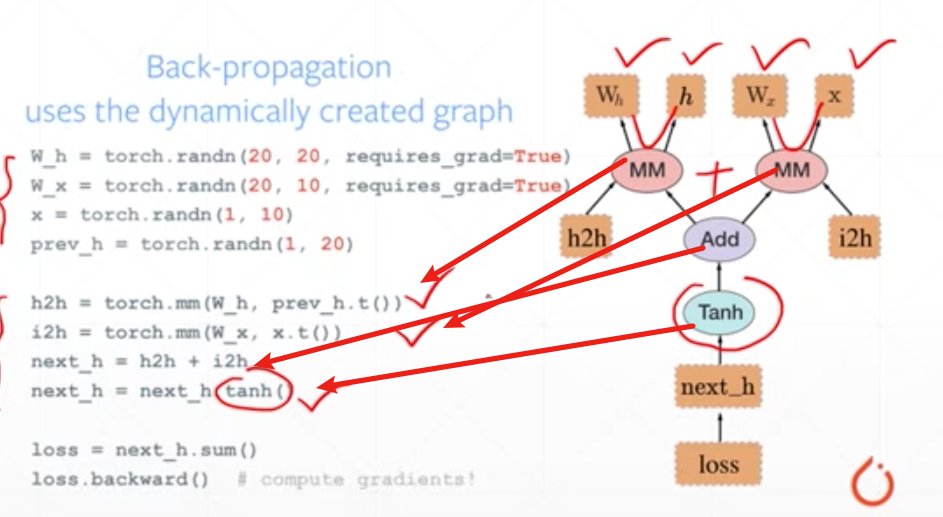 Back-propagation
uses the dynamically created graph
W_h = torch.randn(20, 20, requires_grad=True)
W_x = torch.randn(20, 10, requires_grad=True)
x = torch.randn(1, 10)
prev_h = torch.randn(1, 20)
h2h = torch.mm(W_h, prev_h.t())
i2h = torch.mm(W_x, x.t())
next_h = h2h + i2h
next_h = next_h tanh()
loss = next_h.sum()
loss.backward() # compute gradients!
Wh h Wx x
MM + MM
h2h Add i2h
Tanh
next_h
loss